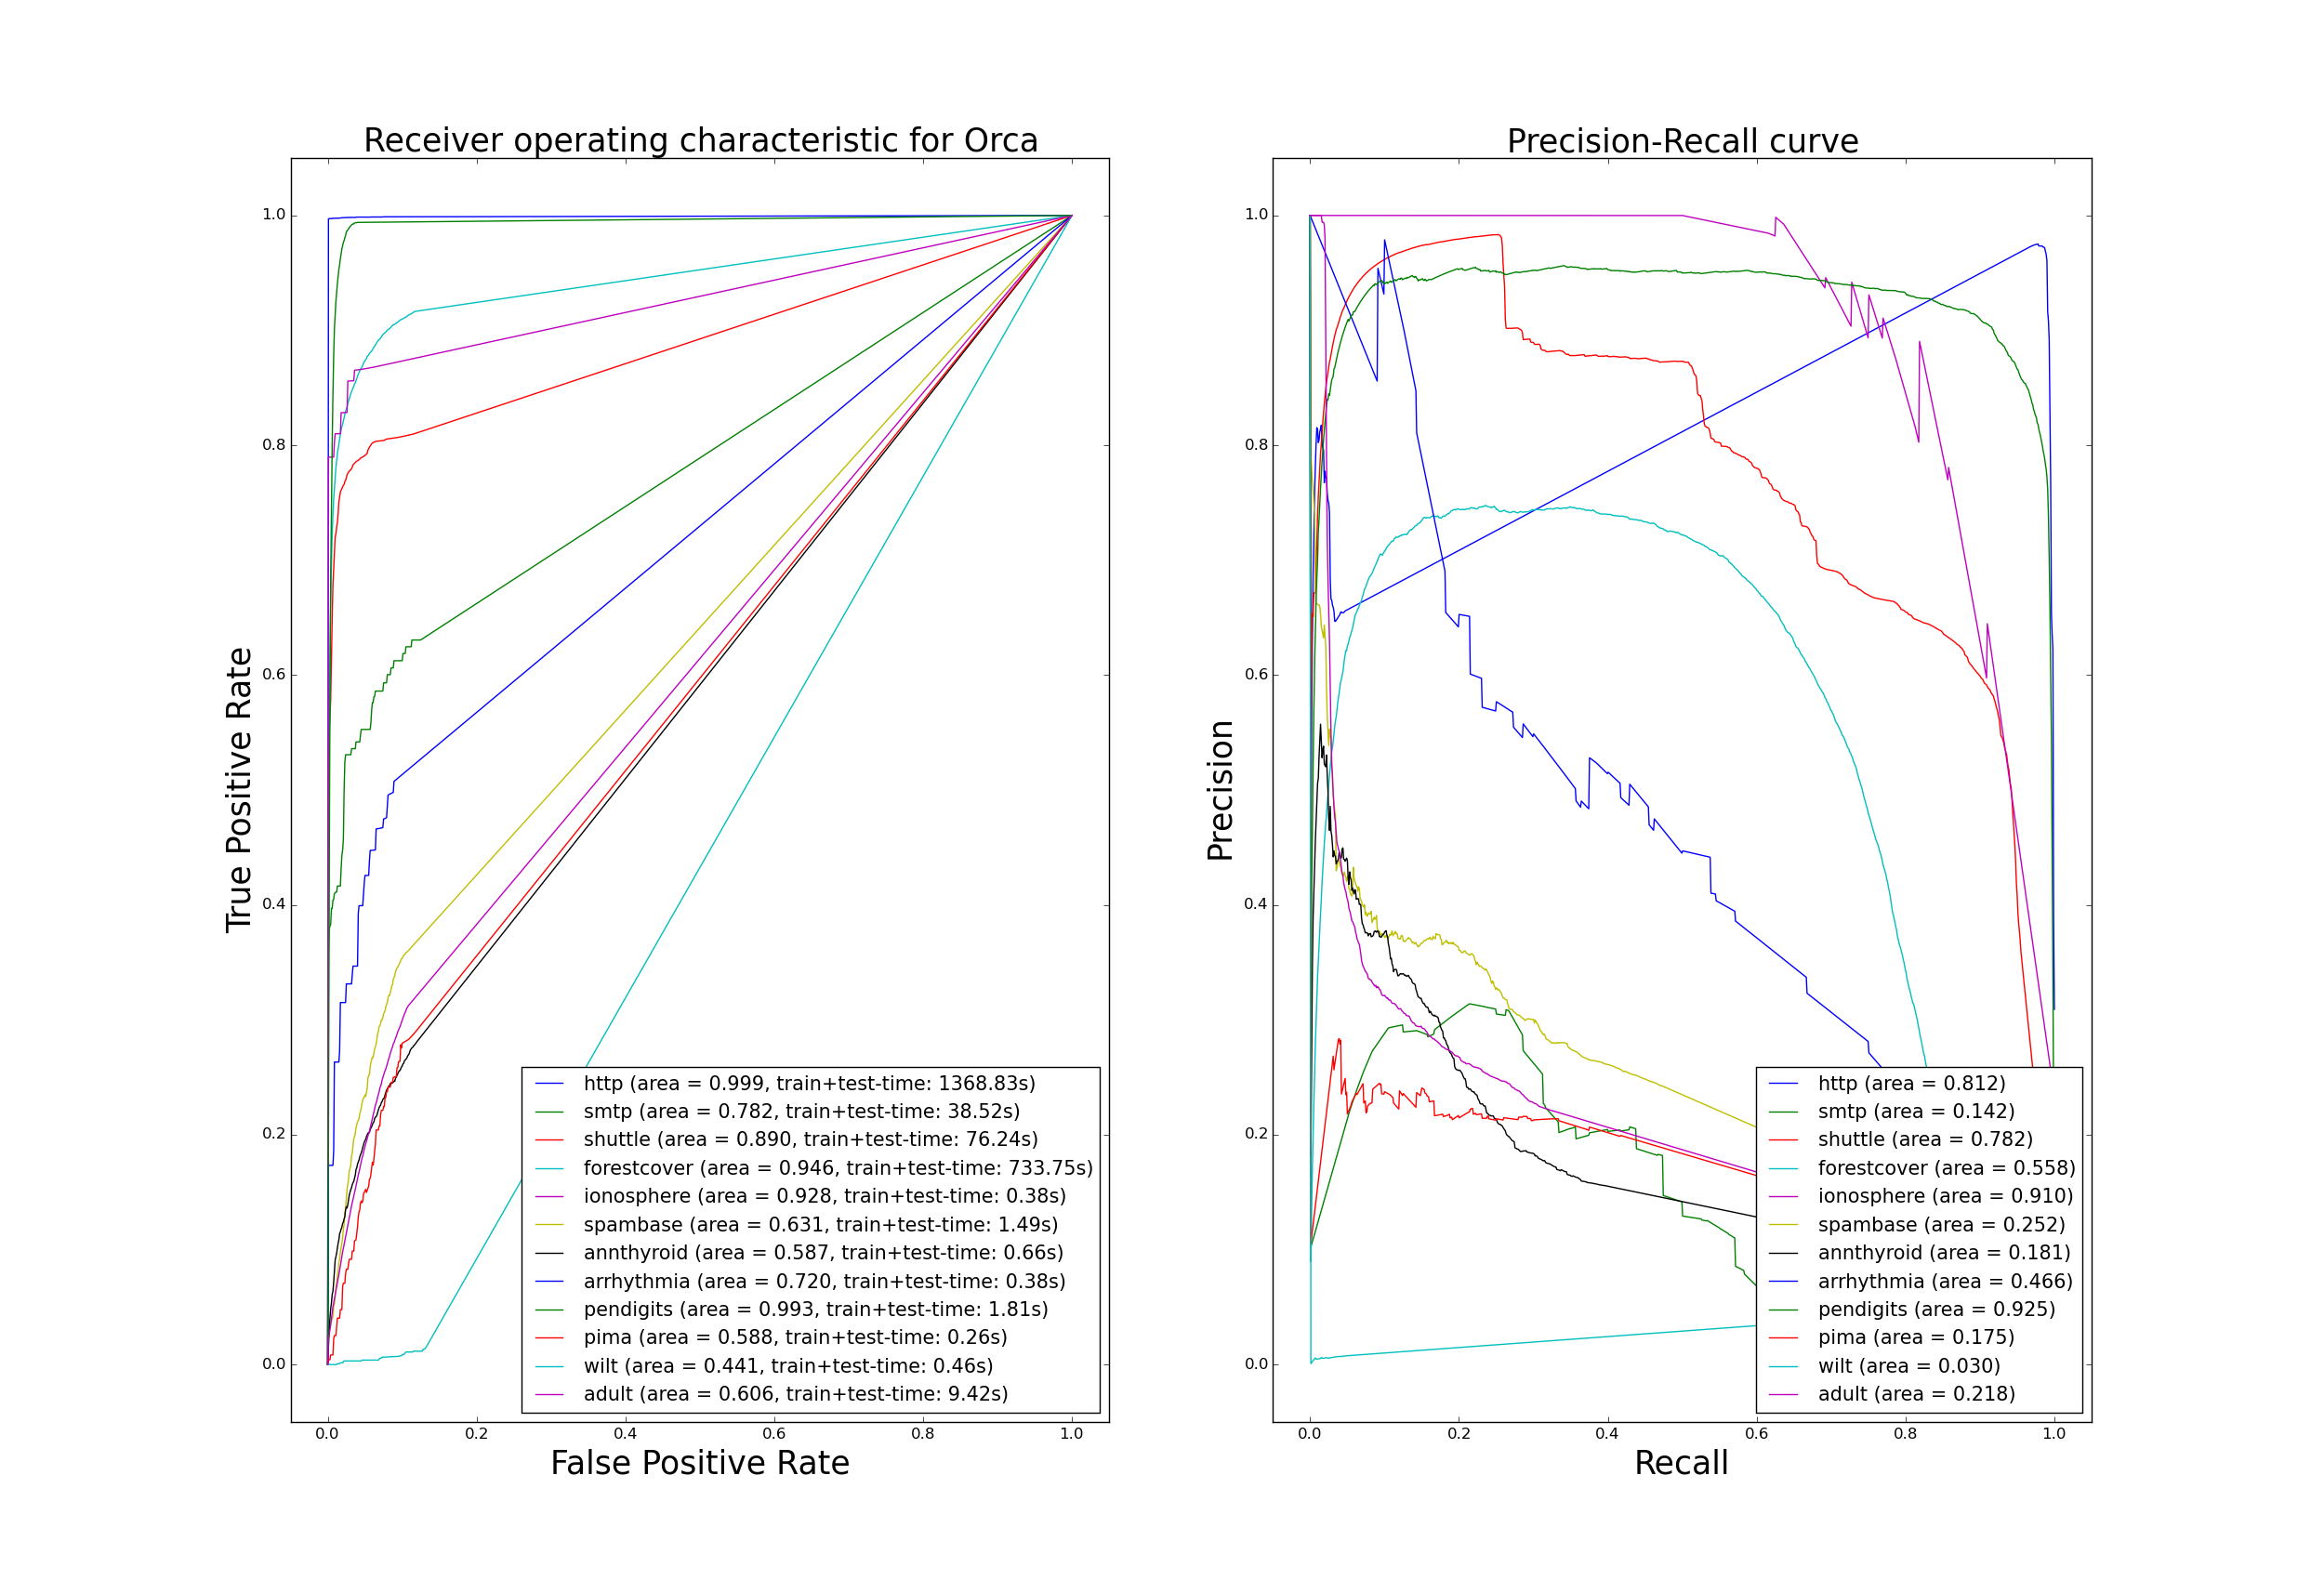 Receiver operating characteristic for Orca
1.0
0.8
0.6
0.4
0.2
0.0
True Positive Rate
http (area = 0.999, train+test-time: 1368.83s)
smtp (area = 0.782, train+test-time: 38.52s)
shuttle (area = 0.890, train+test-time: 76.24s)
forestcover (area = 0.946, train+test-time: 733.75s)
ionosphere (area = 0.928, train+test-time: 0.38s)
spambase (area = 0.631, train+test-time: 1.49s)
annthyroid (area = 0.587, train+test-time: 0.66s)
arrhythmia (area = 0.720, train+test-time: 0.38s)
pendigits (area = 0.993, train+test-time: 1.81s)
pima (area = 0.588, train+test-time: 0.26s)
wilt (area = 0.441, train+test-time: 0.46s)
adult (area = 0.606, train+test-time: 9.42s)
0.0 0.2 0.4 0.6 0.8 1.0
False Positive Rate
Precision-Recall curve
1.0
0.8
0.6
0.4
0.2
0.0
Precision
http (area = 0.812)
smtp (area = 0.142)
shuttle (area = 0.782)
forestcover (area = 0.558)
ionosphere (area = 0.910)
spambase (area = 0.252)
annthyroid (area = 0.181)
arrhythmia (area = 0.466)
pendigits (area = 0.925)
pima (area = 0.175)
wilt (area = 0.030)
adult (area = 0.218)
0.0 0.2 0.4 0.6 0.8 1.0
Recall